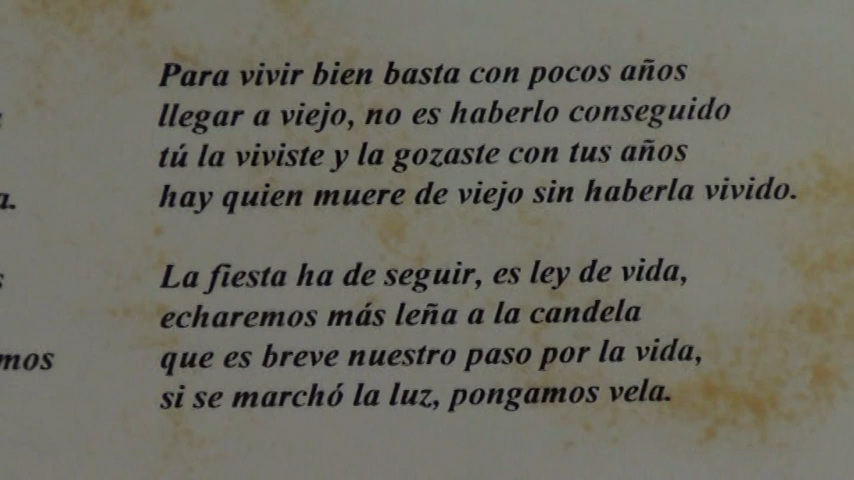 Para vivir bien basta con pocos años
llegar a viejo, no es haberlo conseguido
tú la viviste y la gozaste con tus años
hay quien muere de viejo sin haberla vivido.
La fiesta ha de seguir, es ley de vida,
echaremos más leña a la candela
que es breve nuestro paso por la vida,
si se marchó la luz, pongamos vela.